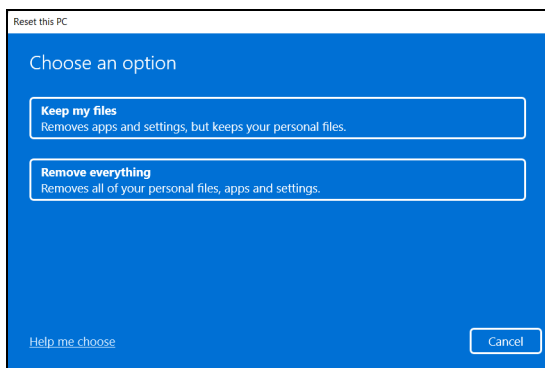 Reset this PC
Choose an option
Keep my files
Removes apps and settings, but keeps your personal files.
Remove everything
Removes all of your personal files, apps and settings.
Help me choose
Cancel